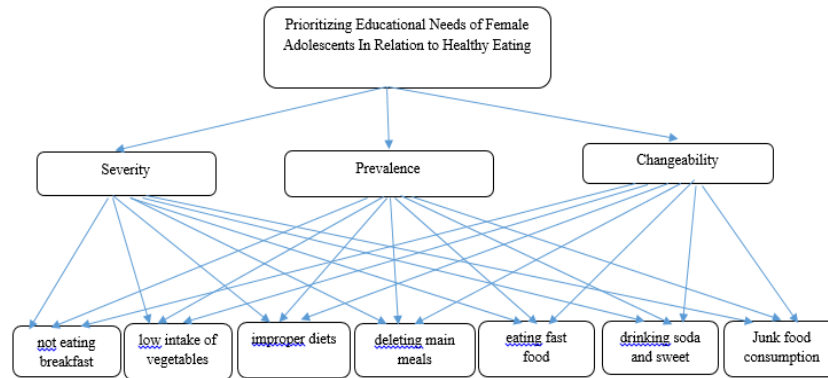 Prioritizing Educational Needs of Female
Adolescents In Relation to Healthy Eating
Severity
Prevalence
Changeability
not eating
breakfast
low intake of
vegetables
improper diets
deleting main
meals
eating fast
food
drinking soda
and sweet
Junk food
consumption